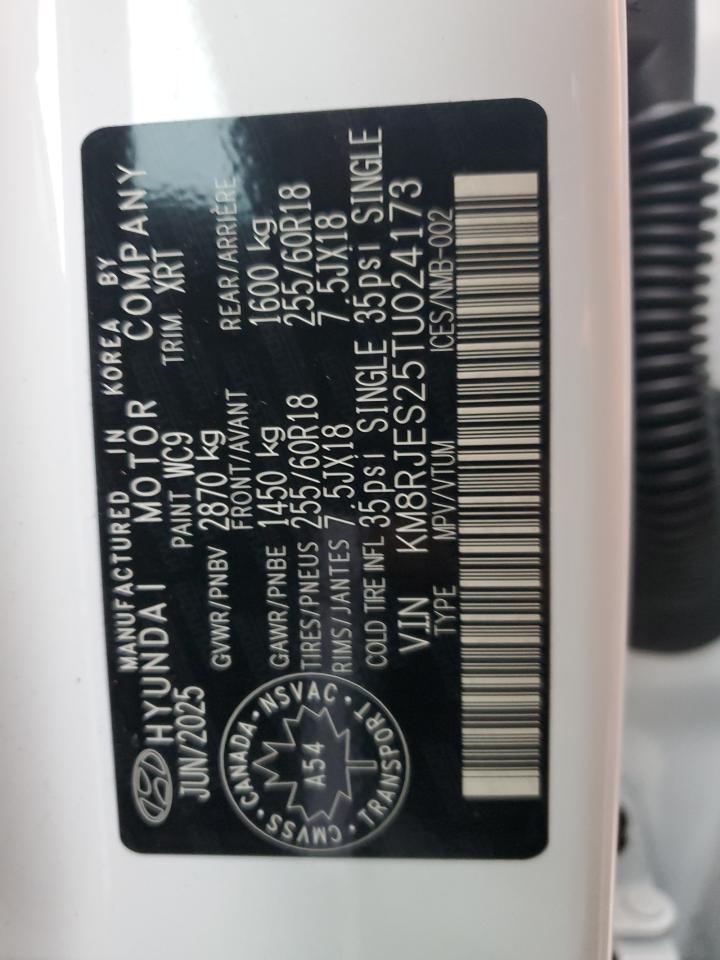 MANUFACTURED IN KOREA BY
HYUNDAI MOTOR COMPANY
JUN/2025 PAINT WC9 TRIM XRT
GVWR/PNBV 2870 kg
FRONT/AVANT REAR/ARRIÈRE
GAWR/PNBE 1450 kg 1600 kg
TIRES/PNEUS 255/60R18 255/60R18
RIMS/JANTES 7.5JX18 7.5JX18
COLD TIRE INFL 35psi SINGLE 35psi SINGLE
VIN KM8RJES25TU024173
TYPE MPV/VTUM ICES/NMB-002
CMVSS · CANADA · NSVAC · TRANSPORT ·
A54